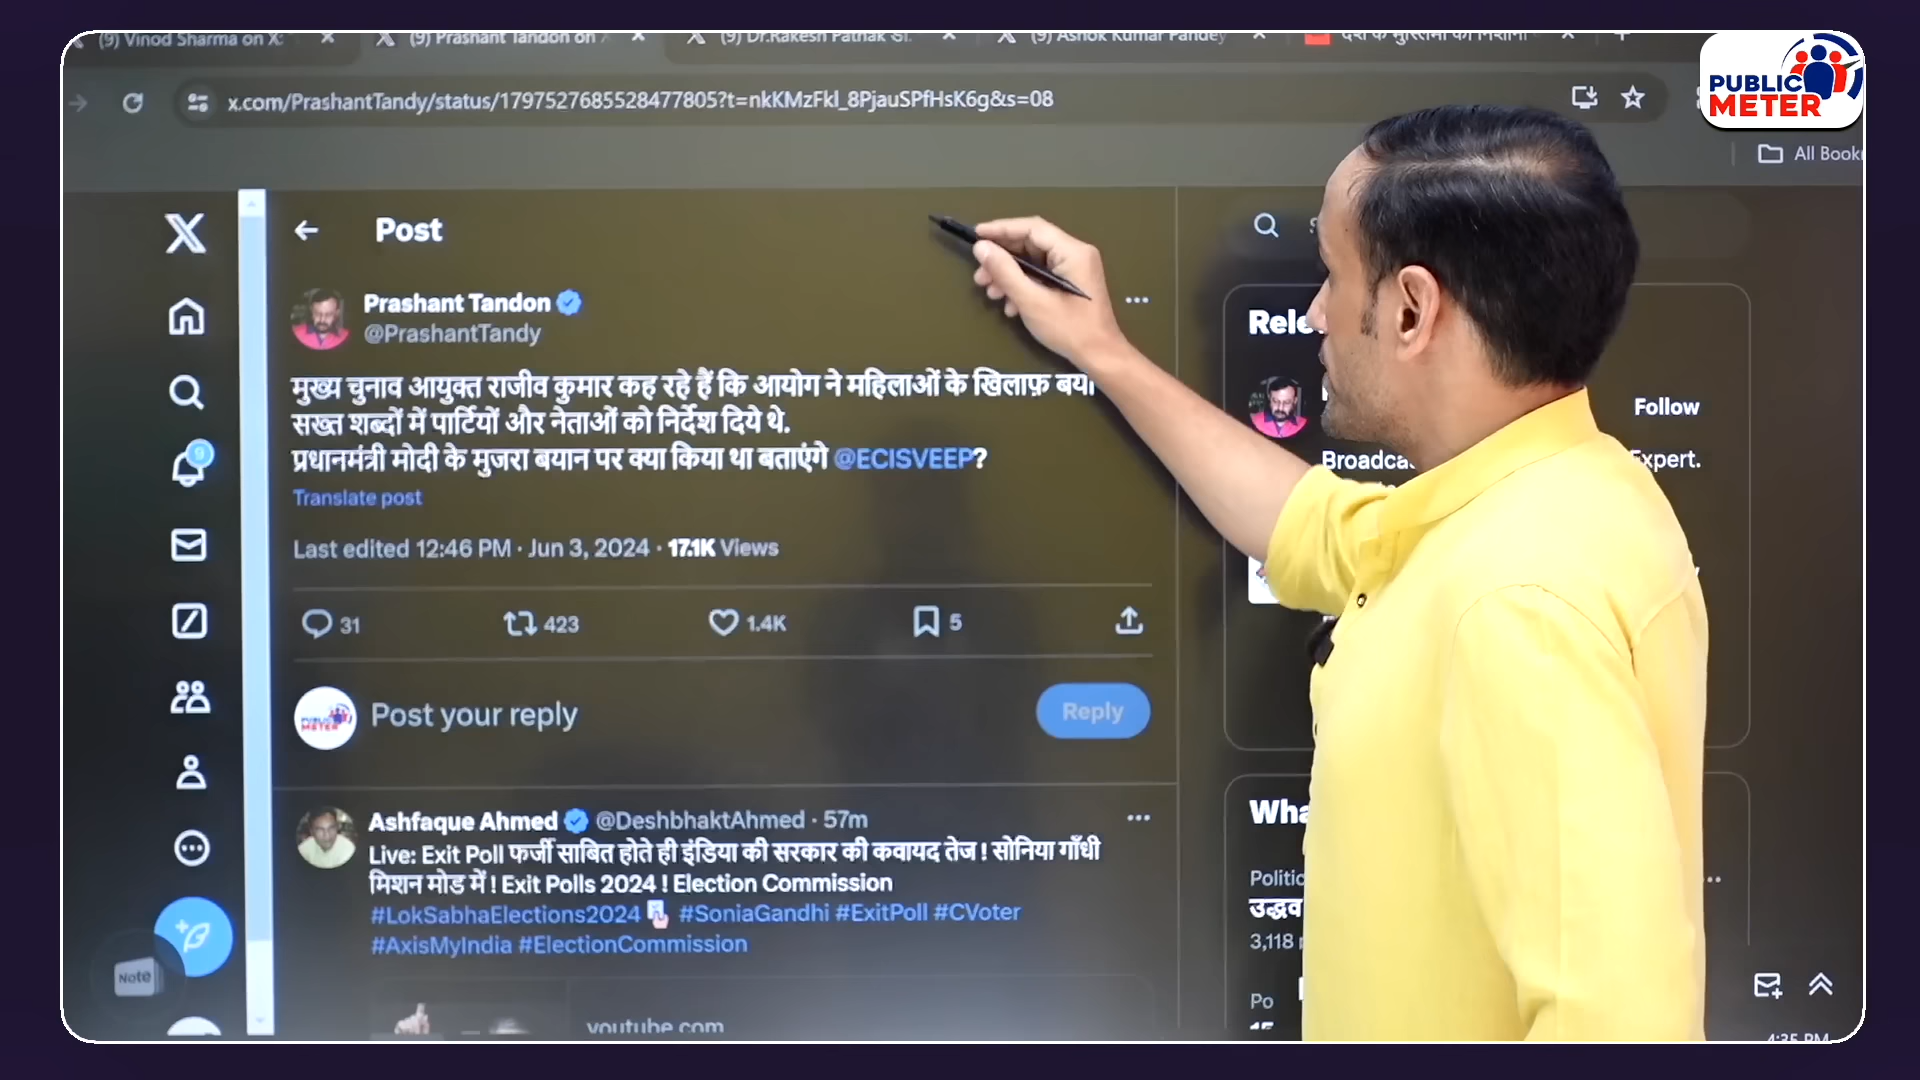 (9) Vinod Sharma on X:
(9) Prashant Tandon on
(9) Dr.Rakesh Pathak
(9) Ashok Kumar Pandey
x.com/PrashantTandy/status/1797527685528477805?t=nkKMzFkl_8PjauSPfHsK6g&s=08
PUBLIC
METER
All Book
Post
Prashant Tandon
@PrashantTandy
मुख्य चुनाव आयुक्त राजीव कुमार कह रहे हैं कि आयोग ने महिलाओं के खिलाफ़
सख्त शब्दों में पार्टियों और नेताओं को निर्देश दिये थे.
प्रधानमंत्री मोदी के मुजरा बयान पर क्या किया था बताएंगे @ECISVEEP?
Translate post
Last edited 12:46 PM · Jun 3, 2024 · 17.1K Views
31 423 1.4K 5
PUBLIC
METER
Post your reply
Reply
Ashfaque Ahmed @DeshbhaktAhmed · 57m
Live: Exit Poll फर्जी साबित होते ही इंडिया की सरकार की कवायद तेज ! सोनिया गाँधी
मिशन मोड में ! Exit Polls 2024 ! Election Commission
#LokSabhaElections2024 #SoniaGandhi #ExitPoll #CVoter
#AxisMyIndia #ElectionCommission
youtube.com
Note
9
Rele
Follow
Broadca
Expert.
Wha
Politic
उद्धव
3,118
Po
4:35 PM